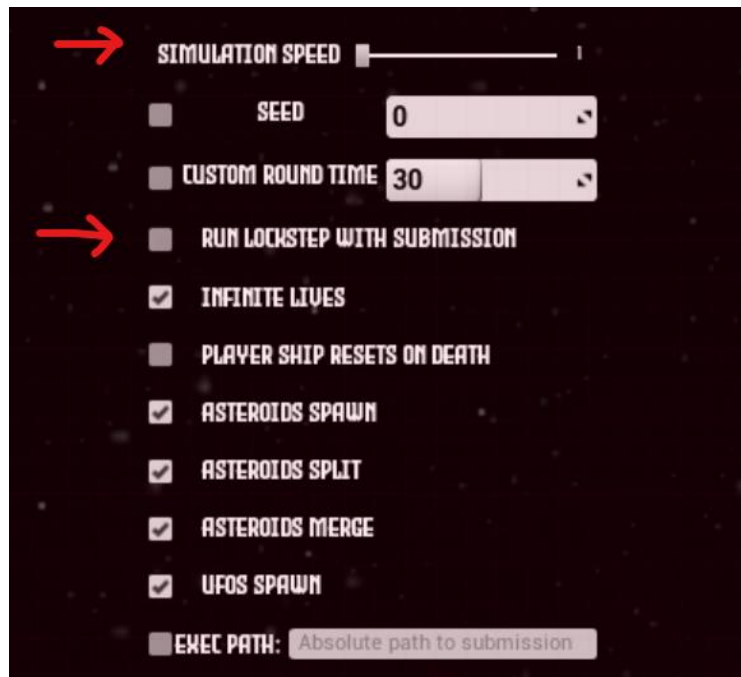 SIMULATION SPEED 1
SEED 0
CUSTOM ROUND TIME 30
RUN LOCKSTEP WITH SUBMISSION
INFINITE LIVES
PLAYER SHIP RESETS ON DEATH
ASTEROIDS SPAWN
ASTEROIDS SPLIT
ASTEROIDS MERGE
UFOS SPAWN
EXEC PATH: Absolute path to submission